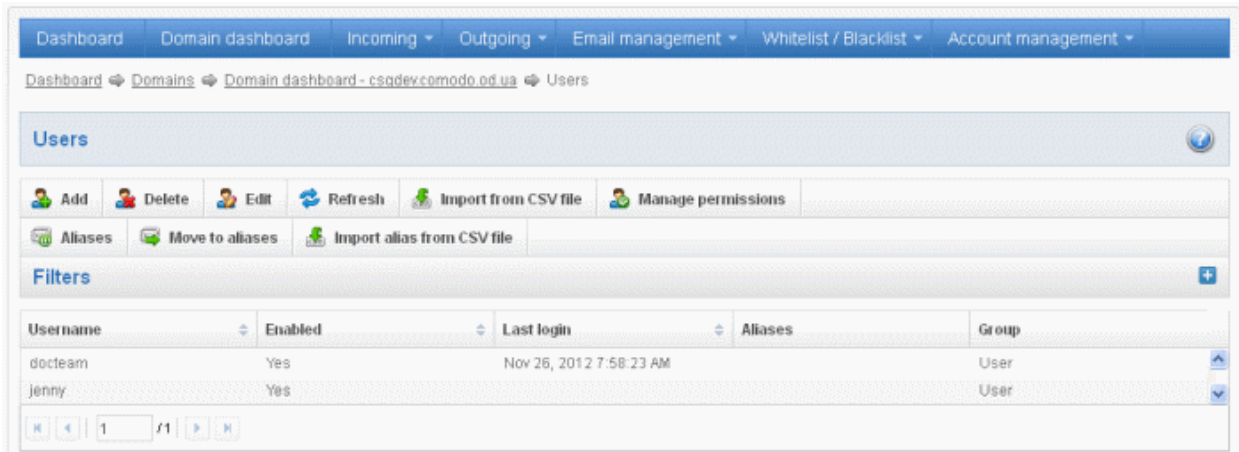 Dashboard Domain dashboard Incoming Outgoing Email management Whitelist / Blacklist Account management
Dashboard Domains Domain dashboard - csgdev.comodo.od.ua Users
Users
Add Delete Edit Refresh Import from CSV file Manage permissions
Aliases Move to aliases Import alias from CSV file
Filters
Username Enabled Last login Aliases Group
docteam Yes Nov 26, 2012 7:58:23 AM User
jenny Yes User
1 /1